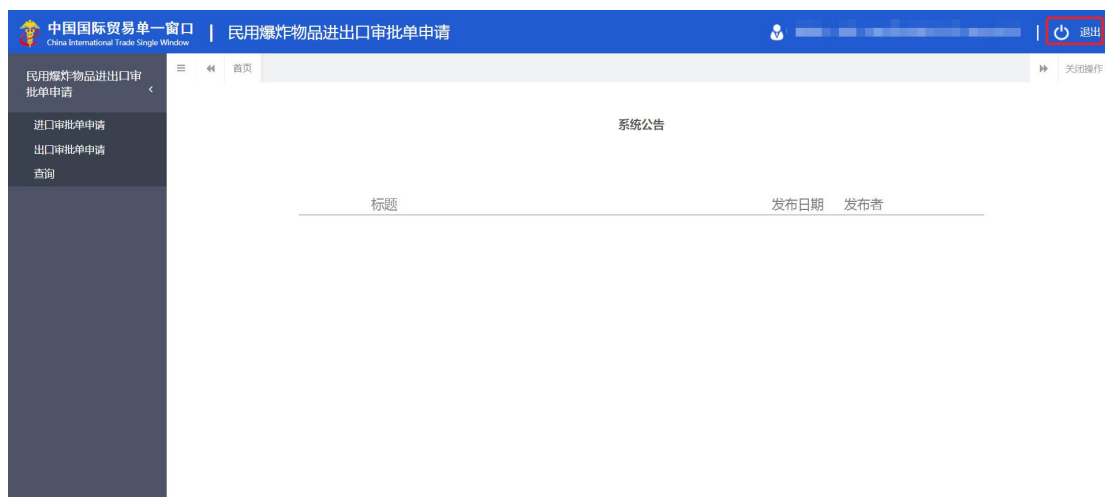 中国国际贸易单一窗口 | 民用爆炸物品进出口审批单申请 退出
China International Trade Single Window
民用爆炸物品进出口审批单申请
首页 关闭操作
进口审批单申请
出口审批单申请
查询
系统公告
标题 发布日期 发布者